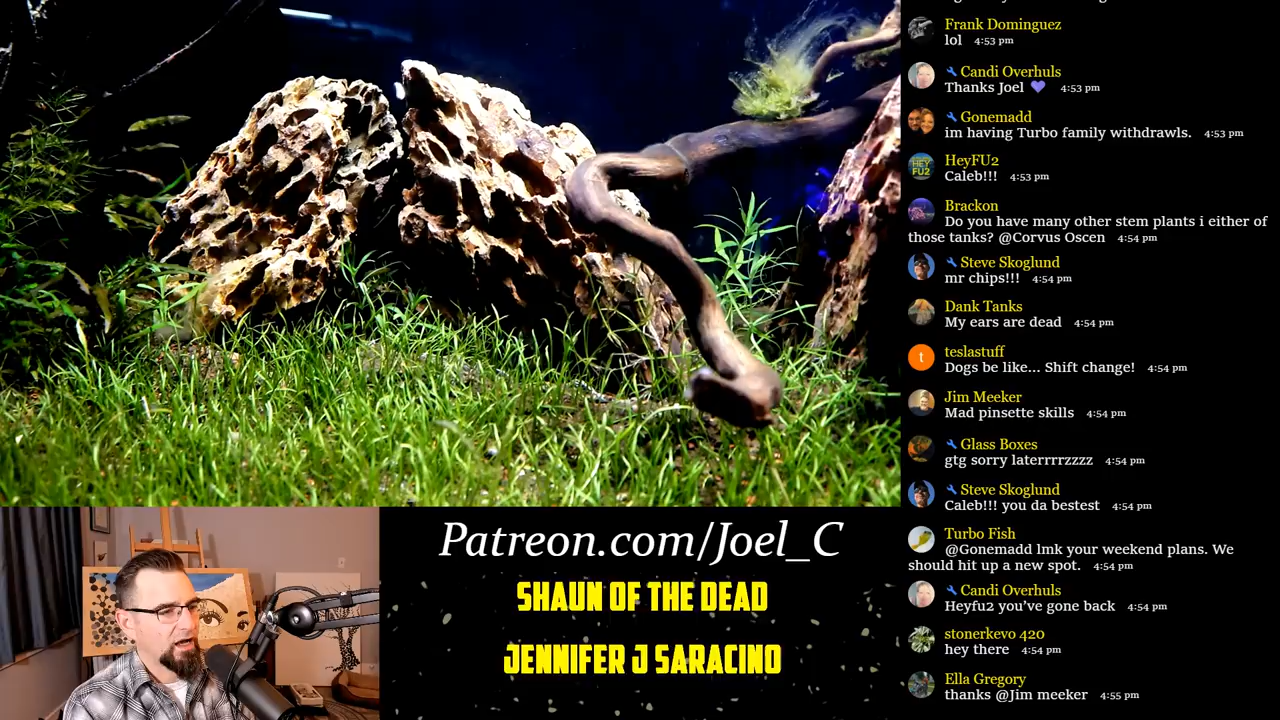 Frank Dominguez
lol 4:53 pm
Candi Overhuls
Thanks Joel 💜 4:53 pm
Gonemadd
im having Turbo family withdrawls. 4:53 pm
HEY
FU2
HeyFU2
Caleb!!! 4:53 pm
Brackon
Do you have many other stem plants i either of
those tanks? @Corvus Oscen 4:54 pm
Steve Skoglund
mr chips!!! 4:54 pm
Dank Tanks
My ears are dead 4:54 pm
t
teslastuff
Dogs be like... Shift change! 4:54 pm
Jim Meeker
Mad pinsette skills 4:54 pm
Glass Boxes
gtg sorry laterrrrzzzz 4:54 pm
Steve Skoglund
Caleb!!! you da bestest 4:54 pm
Turbo Fish
@Gonemadd lmk your weekend plans. We
should hit up a new spot. 4:54 pm
Candi Overhuls
Heyfu2 you’ve gone back 4:54 pm
stonerkevo 420
hey there 4:54 pm
Ella Gregory
thanks @Jim meeker 4:55 pm
Patreon.com/Joel_C
SHAUN OF THE DEAD
JENNIFER J SARACINO